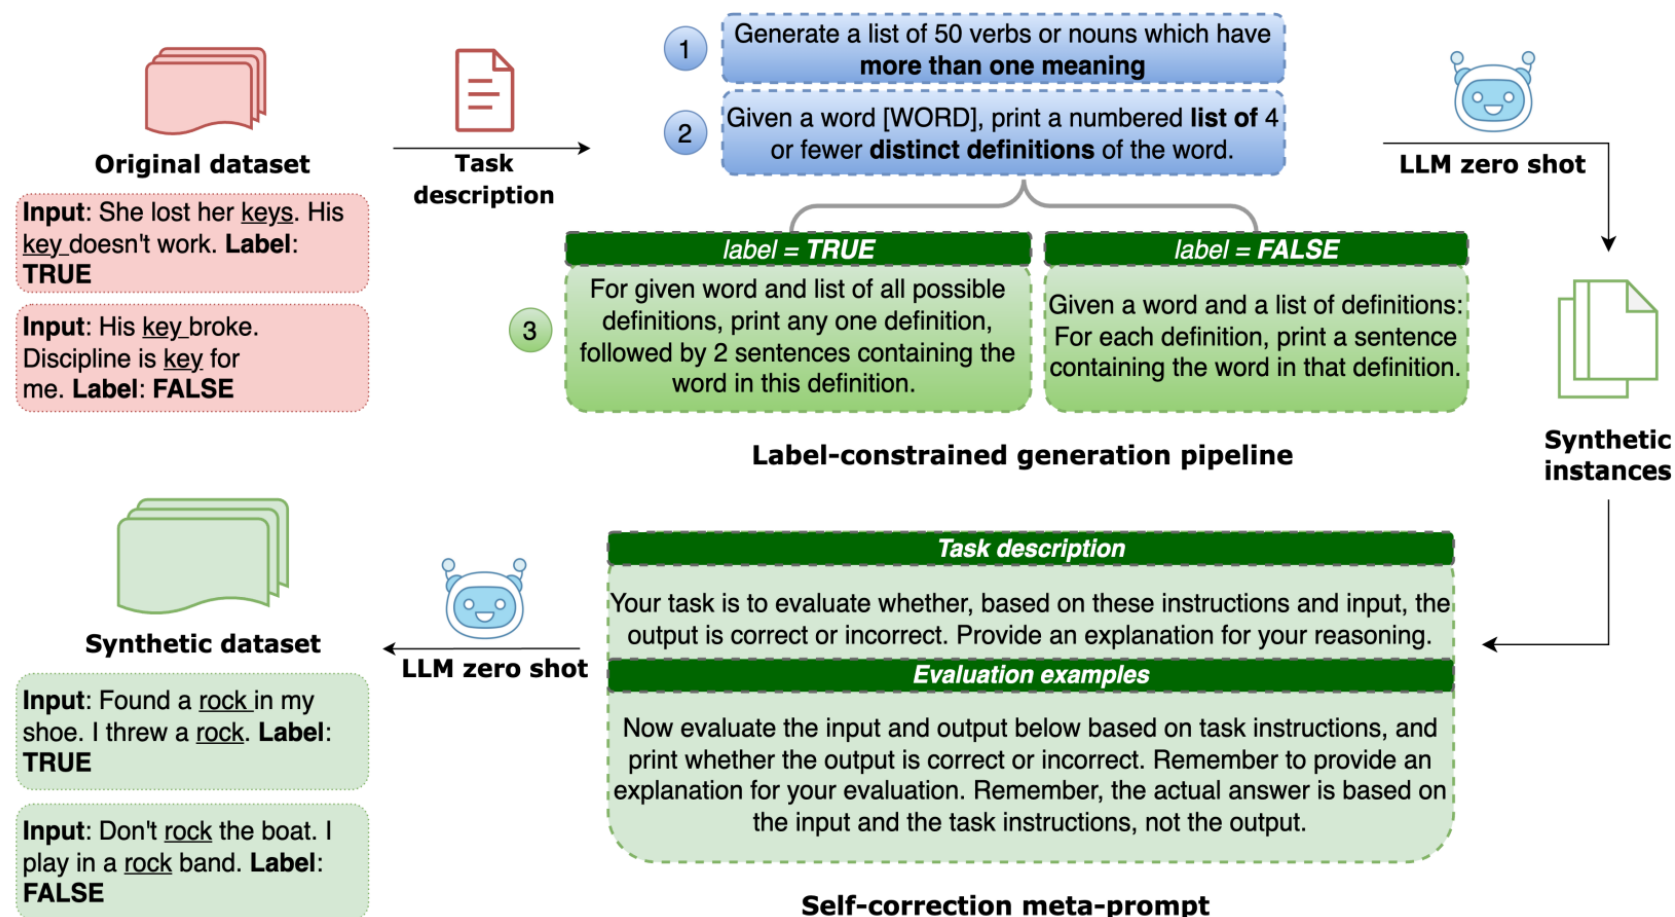 Original dataset
Input: She lost her keys. His
key doesn't work. Label:
TRUE
Input: His key broke.
Discipline is key for
me. Label: FALSE
Task
description
1
Generate a list of 50 verbs or nouns which have
more than one meaning
2
Given a word [WORD], print a numbered list of 4
or fewer distinct definitions of the word.
3
label = TRUE
For given word and list of all possible
definitions, print any one definition,
followed by 2 sentences containing the
word in this definition.
label = FALSE
Given a word and a list of definitions:
For each definition, print a sentence
containing the word in that definition.
Label-constrained generation pipeline
LLM zero shot
Synthetic
instances
Task description
Your task is to evaluate whether, based on these instructions and input, the
output is correct or incorrect. Provide an explanation for your reasoning.
Evaluation examples
Now evaluate the input and output below based on task instructions, and
print whether the output is correct or incorrect. Remember to provide an
explanation for your evaluation. Remember, the actual answer is based on
the input and the task instructions, not the output.
Self-correction meta-prompt
LLM zero shot
Synthetic dataset
Input: Found a rock in my
shoe. I threw a rock. Label:
TRUE
Input: Don't rock the boat. I
play in a rock band. Label:
FALSE